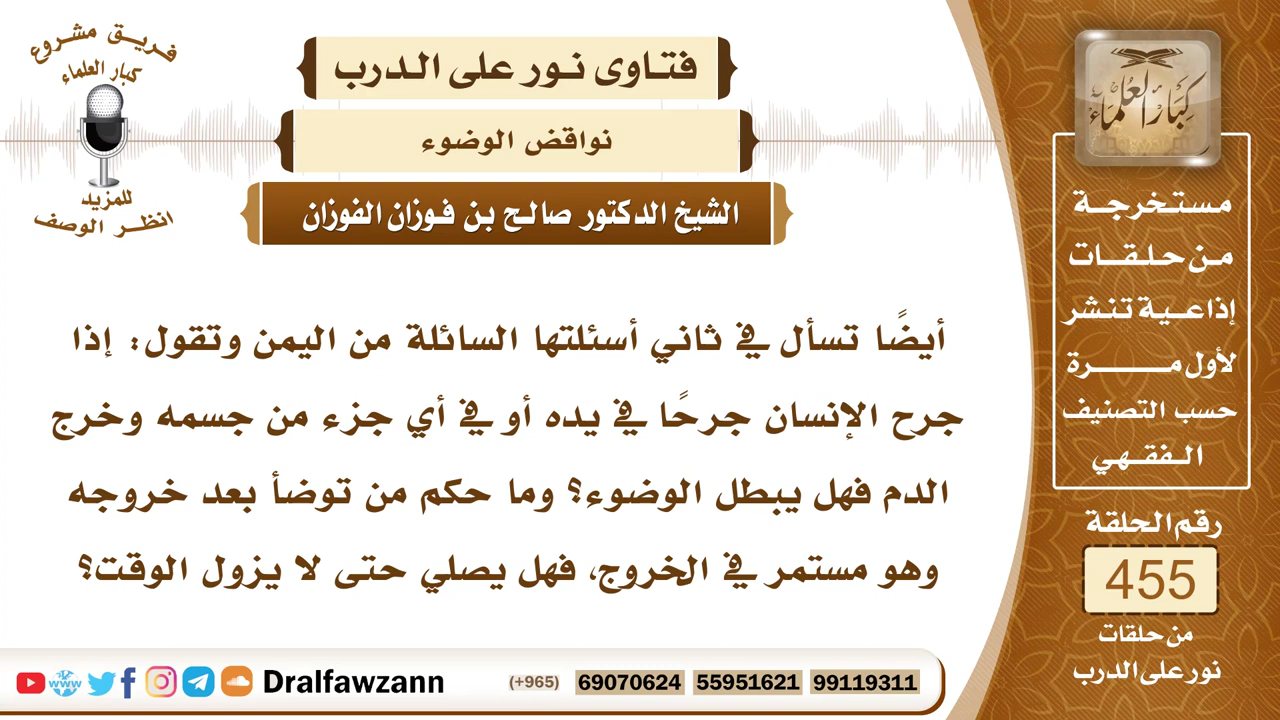 فريق مشروع
كبار العلماء
للمزيد
انظر الوصف
فتاوى نور على الدرب
نواقض الوضوء
الشيخ الدكتور صالح بن فوزان الفوزان
أيضًا تسأل في ثاني أسئلتها السائلة من اليمن وتقول: إذا
جرح الإنسان جرحًا في يده أو في أي جزء من جسمه وخرج
الدم فهل يبطل الوضوء؟ وما حكم من توضأ بعد خروجه
وهو مستمر في الخروج، فهل يصلي حتى لا يزول الوقت؟
كبار العلماء
مستخرجة
من حلقات
إذاعية تنشر
لأول مرة
حسب التصنيف
الفقهي
رقم الحلقة
455
من حلقات
نور على الدرب
www Dralfawzann (+965) 69070624 55951621 99119311